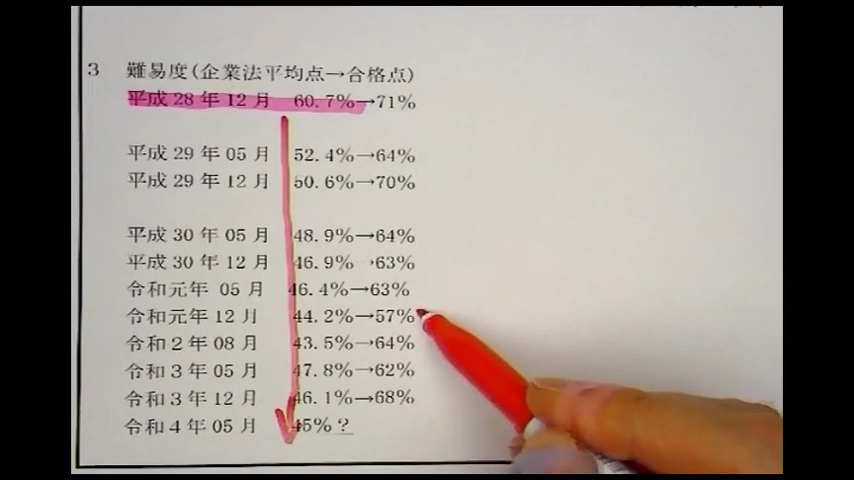 3 難易度(企業法平均点→合格点)
平成28年12月 60.7%→71%
平成29年05月 52.4%→64%
平成29年12月 50.6%→70%
平成30年05月 48.9%→64%
平成30年12月 46.9%→63%
令和元年05月 46.4%→63%
令和元年12月 44.2%→57%
令和2年08月 43.5%→64%
令和3年05月 47.8%→62%
令和3年12月 46.1%→68%
令和4年05月 45%?